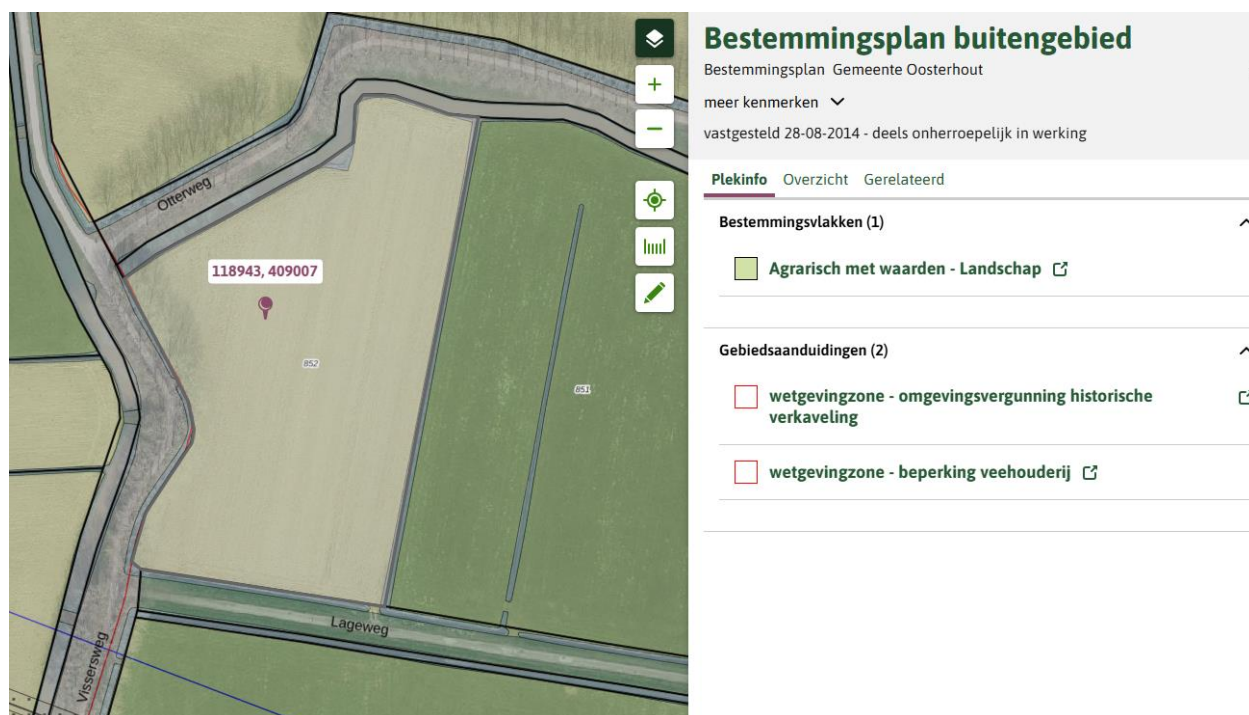 Bestemmingsplan buitengebied
Bestemmingsplan Gemeente Oosterhout
meer kenmerken
vastgesteld 28-08-2014 - deels onherroepelijk in werking
Plekinfo Overzicht Gerelateerd
Bestemmingsvlakken (1)
Agrarisch met waarden - Landschap
Gebiedsaanduidingen (2)
wetgevingzone - omgevingsvergunning historische
verkaveling
wetgevingzone - beperking veehouderij
Otterweg
118943, 409007
852
851
Lageweg
Vissersweg